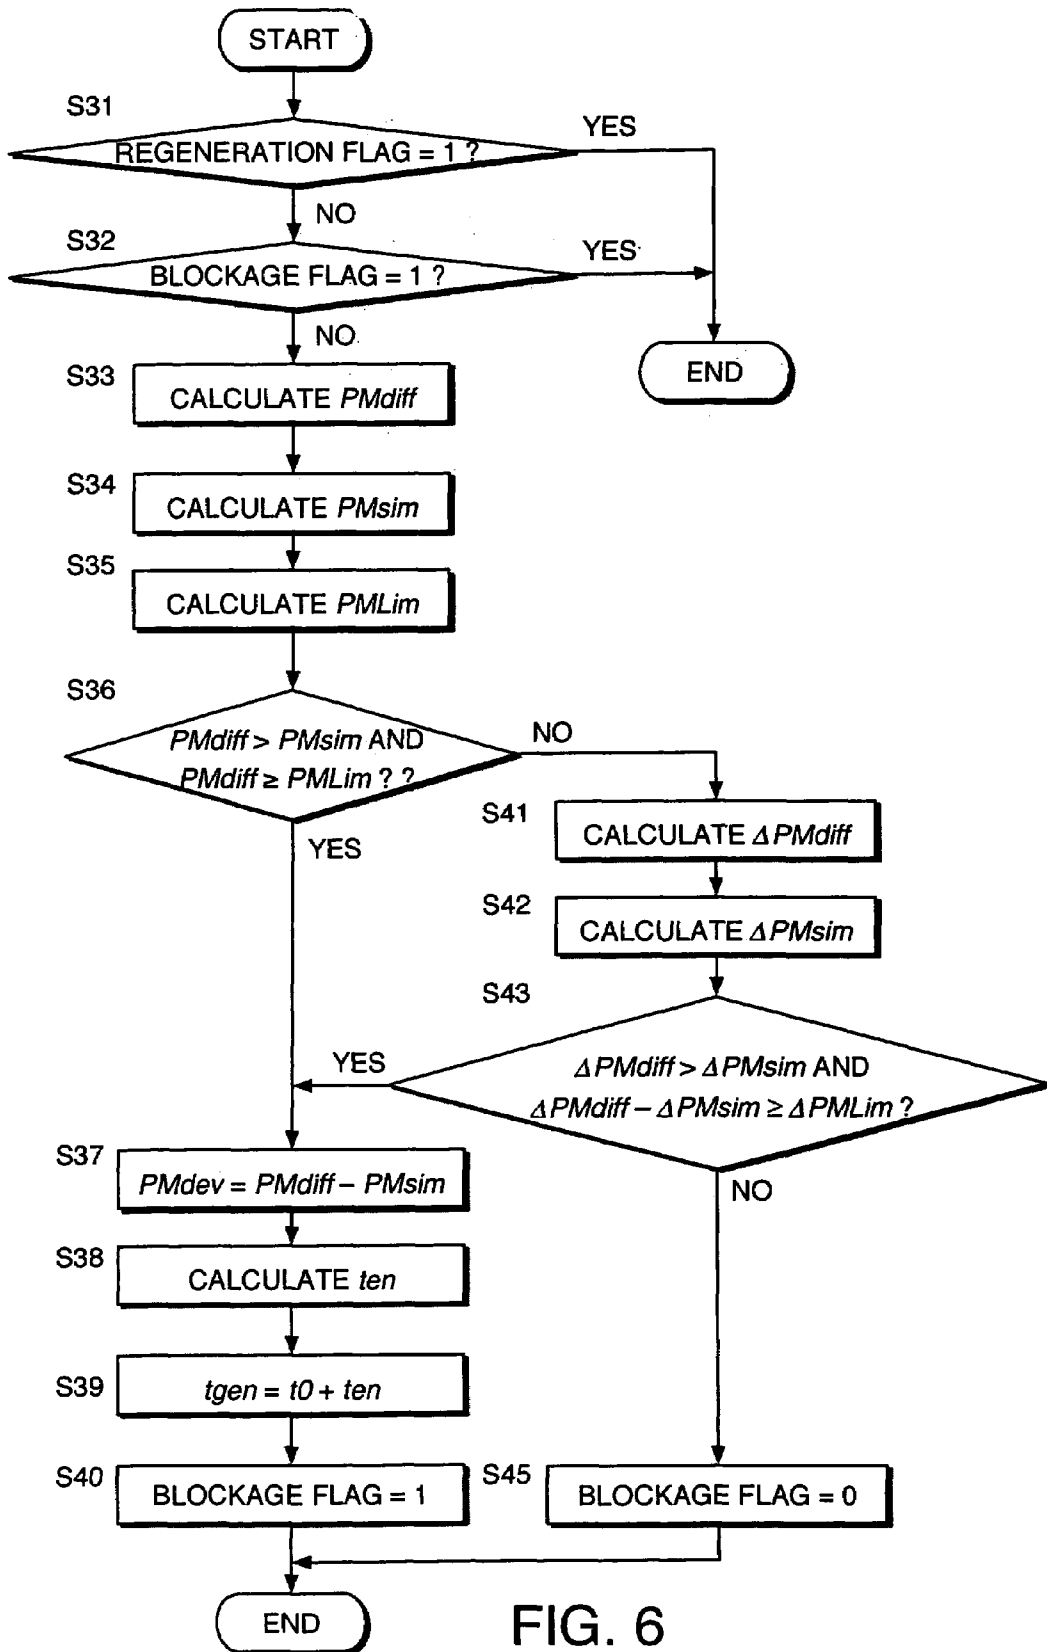 START
S31
REGENERATION FLAG = 1 ?
YES
NO
S32
BLOCKAGE FLAG = 1 ?
YES
NO
END
S33
CALCULATE PMdiff
S34
CALCULATE PMsim
S35
CALCULATE PMLim
S36
PMdiff > PMsim AND
PMdiff ≥ PMLim ? ?
NO
YES
S41
CALCULATE ΔPMdiff
S42
CALCULATE ΔPMsim
S43
ΔPMdiff > ΔPMsim AND
ΔPMdiff – ΔPMsim ≥ ΔPMLim ?
YES
NO
S37
PMdev = PMdiff – PMsim
S38
CALCULATE ten
S39
tgen = t0 + ten
S40
BLOCKAGE FLAG = 1
S45
BLOCKAGE FLAG = 0
END
FIG. 6